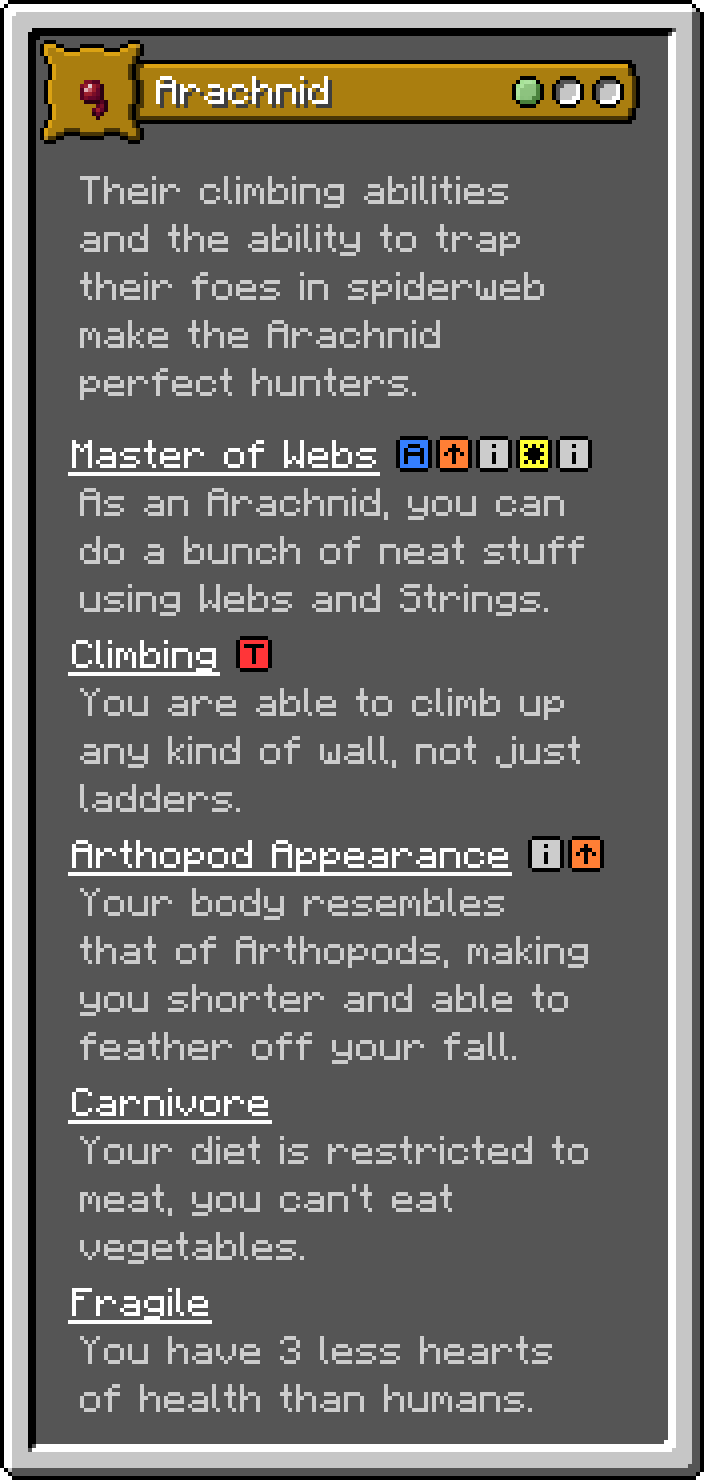 Arachnid
Their climbing abilities
and the ability to trap
their foes in spiderweb
make the Arachnid
perfect hunters.
Master of Webs A i i
As an Arachnid, you can
do a bunch of neat stuff
using Webs and Strings.
Climbing T
You are able to climb up
any kind of wall, not just
ladders.
Arthopod Appearance i
Your body resembles
that of Arthopods, making
you shorter and able to
feather off your fall.
Carnivore
Your diet is restricted to
meat, you can't eat
vegetables.
Fragile
You have 3 less hearts
of health than humans.